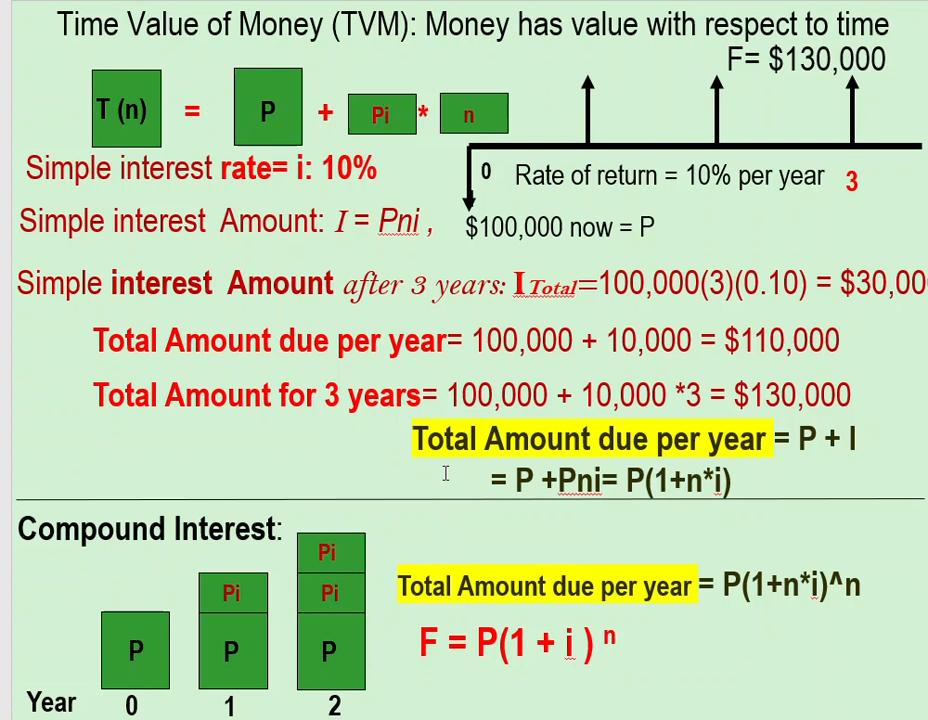 Time Value of Money (TVM): Money has value with respect to time
F= $130,000
T (n) = P + Pi * n
Simple interest rate= i: 10%
0 Rate of return = 10% per year 3
Simple interest Amount: I = Pni ,
$100,000 now = P
Simple interest Amount after 3 years: I Total=100,000(3)(0.10) = $30,00
Total Amount due per year= 100,000 + 10,000 = $110,000
Total Amount for 3 years= 100,000 + 10,000 *3 = $130,000
Total Amount due per year = P + I
= P +Pni= P(1+n*i)
Compound Interest:
Pi
Pi Pi
Total Amount due per year = P(1+n*i)^n
F = P(1 + i ) n
P P P
Year 0 1 2